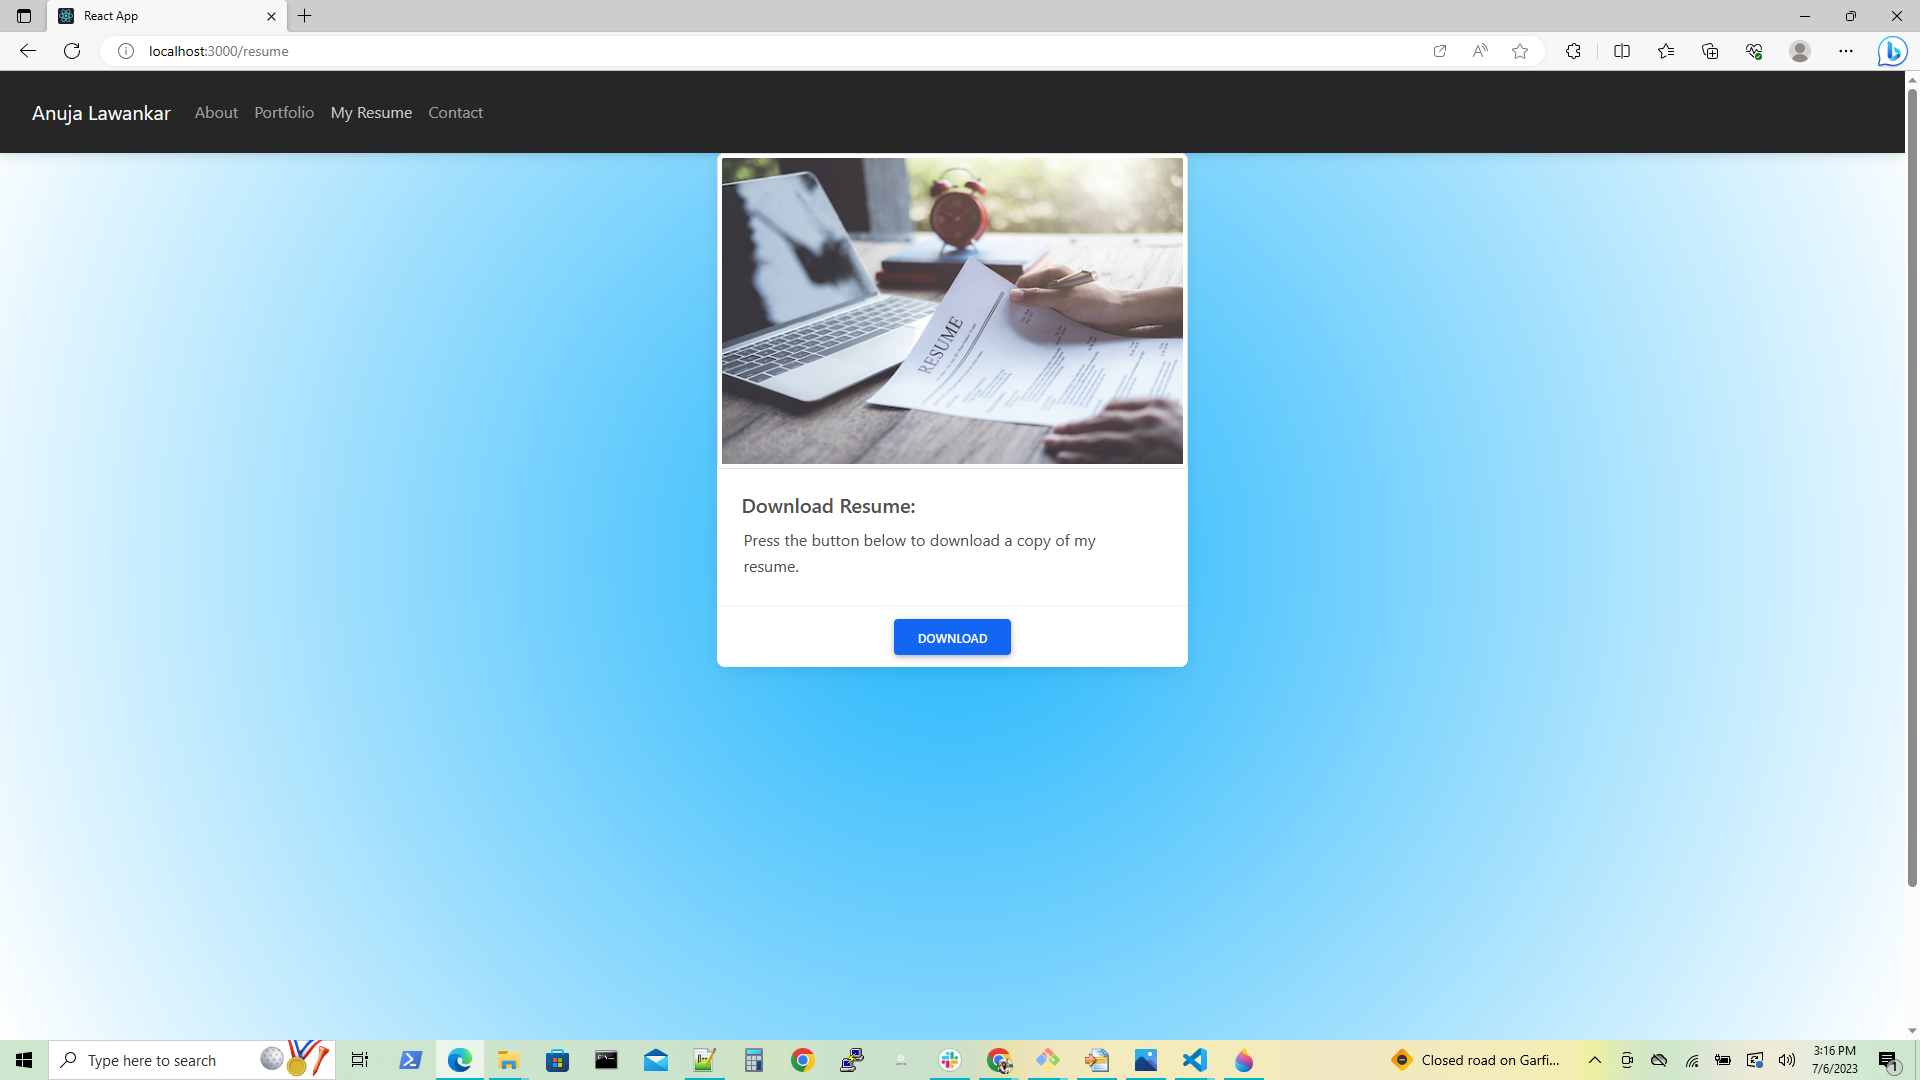 React App
localhost:3000/resume
Anuja Lawankar
About
Portfolio
My Resume
Contact
RESUME
Download Resume:
Press the button below to download a copy of my
resume.
DOWNLOAD
Type here to search
Closed road on Garfi...
3:16 PM
7/6/2023
1